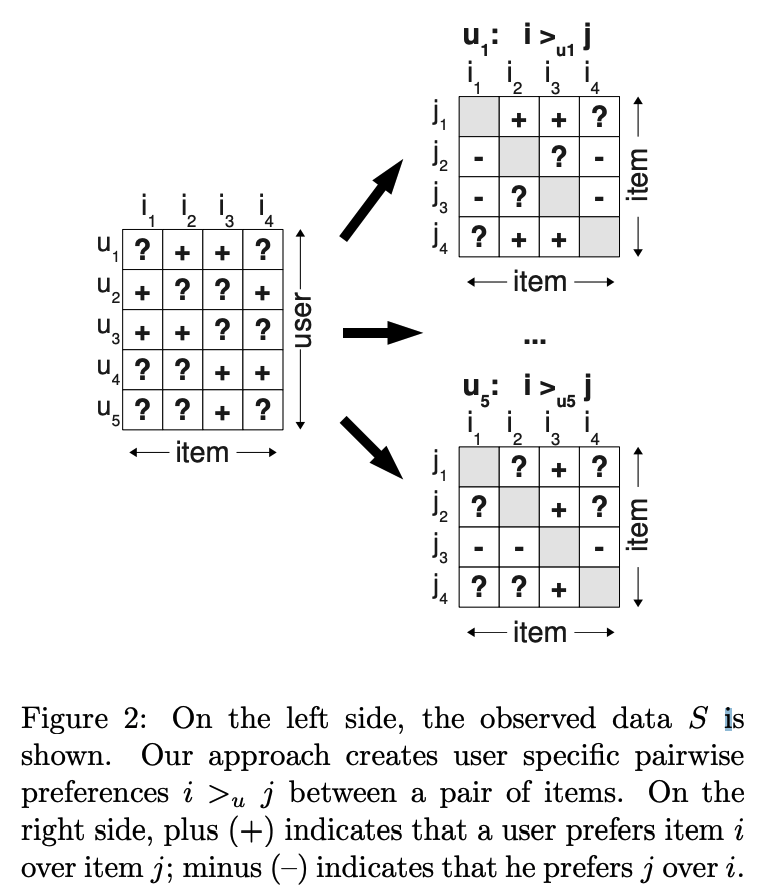 u₁: i >ᵤ₁ j
i₁ i₂ i₃ i₄
j₁ + + ?
j₂ - ? -
j₃ - ? -
j₄ ? + +
item
item
i₁ i₂ i₃ i₄
u₁ ? + + ?
u₂ + ? ? +
u₃ + + ? ?
u₄ ? ? + +
u₅ ? ? + ?
user
item
...
u₅: i >ᵤ₅ j
i₁ i₂ i₃ i₄
j₁ ? + ?
j₂ ? + ?
j₃ - - -
j₄ ? ? +
item
item
Figure 2: On the left side, the observed data S is
shown. Our approach creates user specific pairwise
preferences i >ᵤ j between a pair of items. On the
right side, plus (+) indicates that a user prefers item i
over item j; minus (–) indicates that he prefers j over i.